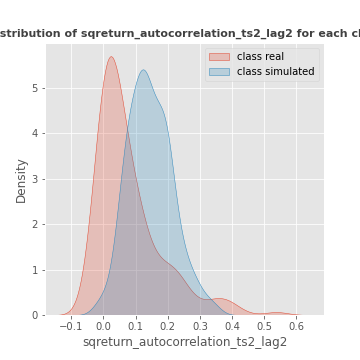 stribution of sqreturn_autocorrelation_ts2_lag2 for each cl
class real
class simulated
5
4
3
2
1
0
Density
−0.1 0.0 0.1 0.2 0.3 0.4 0.5 0.6
sqreturn_autocorrelation_ts2_lag2